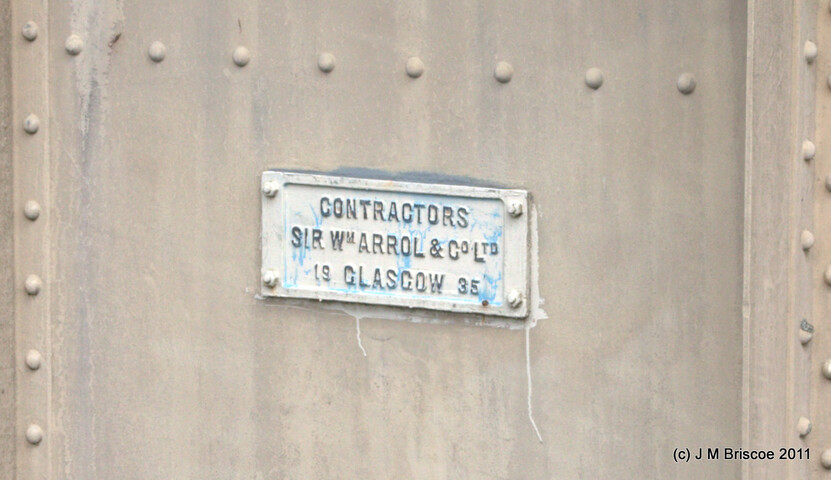 CONTRACTORS
SIR Wᴹ ARROL & Cº LTD
19 GLASGOW 35
(c) J M Briscoe 2011